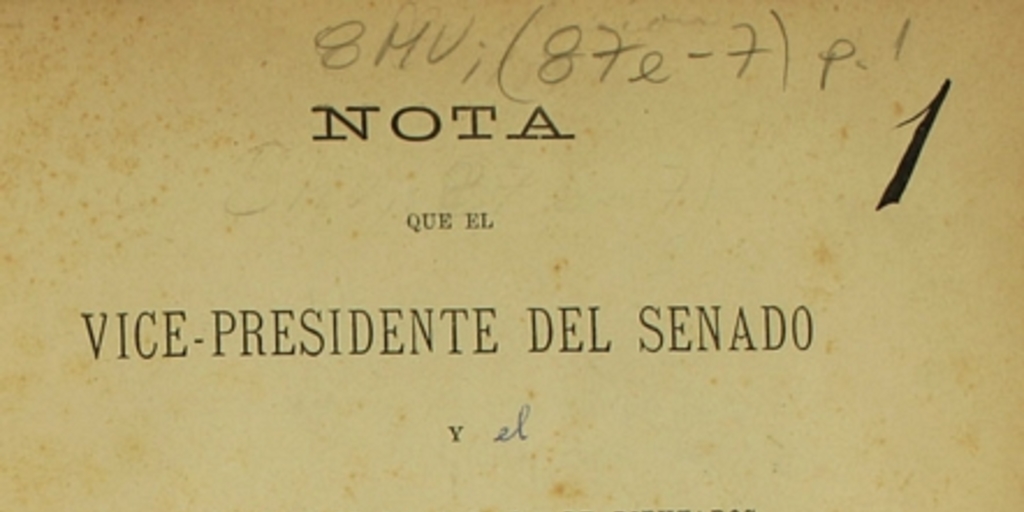 8MV; (87e-7) p. 1
NOTA
1
QUE EL
VICE-PRESIDENTE DEL SENADO
Y el